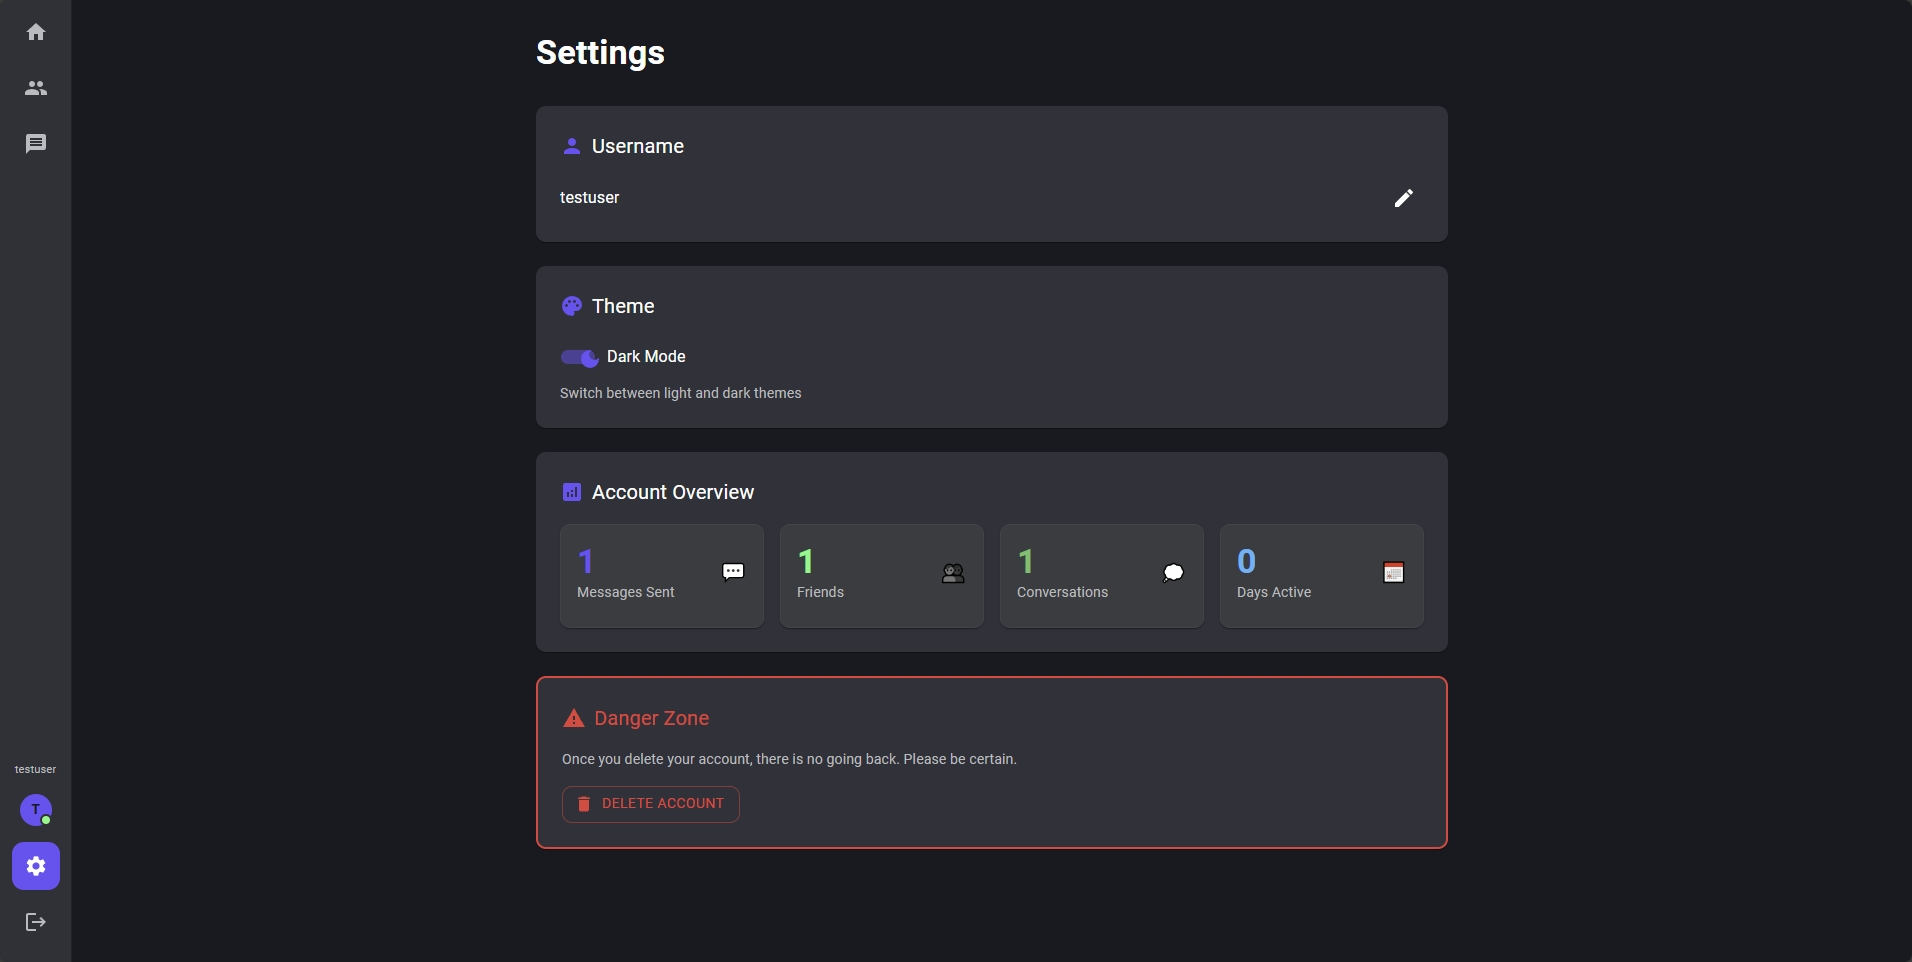 Settings
Username
testuser
Theme
Dark Mode
Switch between light and dark themes
Account Overview
1
Messages Sent
1
Friends
1
Conversations
0
Days Active
Danger Zone
Once you delete your account, there is no going back. Please be certain.
DELETE ACCOUNT
testuser
T